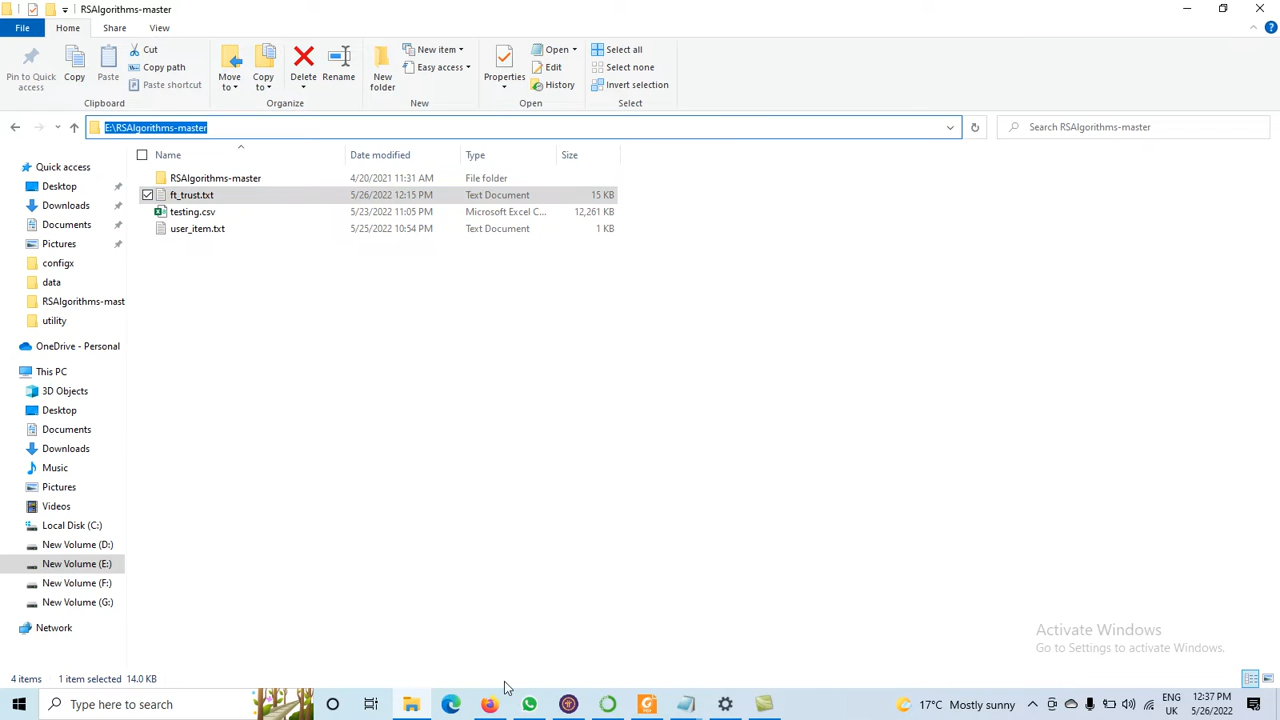 RSAlgorithms-master
File Home Share View
Pin to Quick access
Copy
Paste
Cut
Copy path
Paste shortcut
Clipboard
Move to
Copy to
Delete
Rename
Organize
New folder
New item
Easy access
New
Properties
Open
Edit
History
Open
Select all
Select none
Invert selection
Select
E:\RSAlgorithms-master
Search RSAlgorithms-master
Name Date modified Type Size
RSAlgorithms-master 4/20/2021 11:31 AM File folder
ft_trust.txt 5/26/2022 12:15 PM Text Document 15 KB
testing.csv 5/23/2022 11:05 PM Microsoft Excel C... 12,261 KB
user_item.txt 5/25/2022 10:54 PM Text Document 1 KB
Quick access
Desktop
Downloads
Documents
Pictures
configx
data
RSAlgorithms-mast
utility
OneDrive - Personal
This PC
3D Objects
Desktop
Documents
Downloads
Music
Pictures
Videos
Local Disk (C:)
New Volume (D:)
New Volume (E:)
New Volume (F:)
New Volume (G:)
Network
Activate Windows
Go to Settings to activate Windows.
4 items 1 item selected 14.0 KB
Type here to search
17°C Mostly sunny
ENG
UK
12:37 PM
5/26/2022